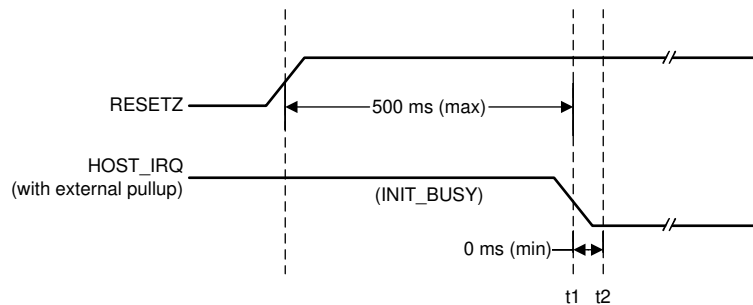 RESETZ
500 ms (max)
HOST_IRQ
(with external pullup)
(INIT_BUSY)
0 ms (min)
t1 t2